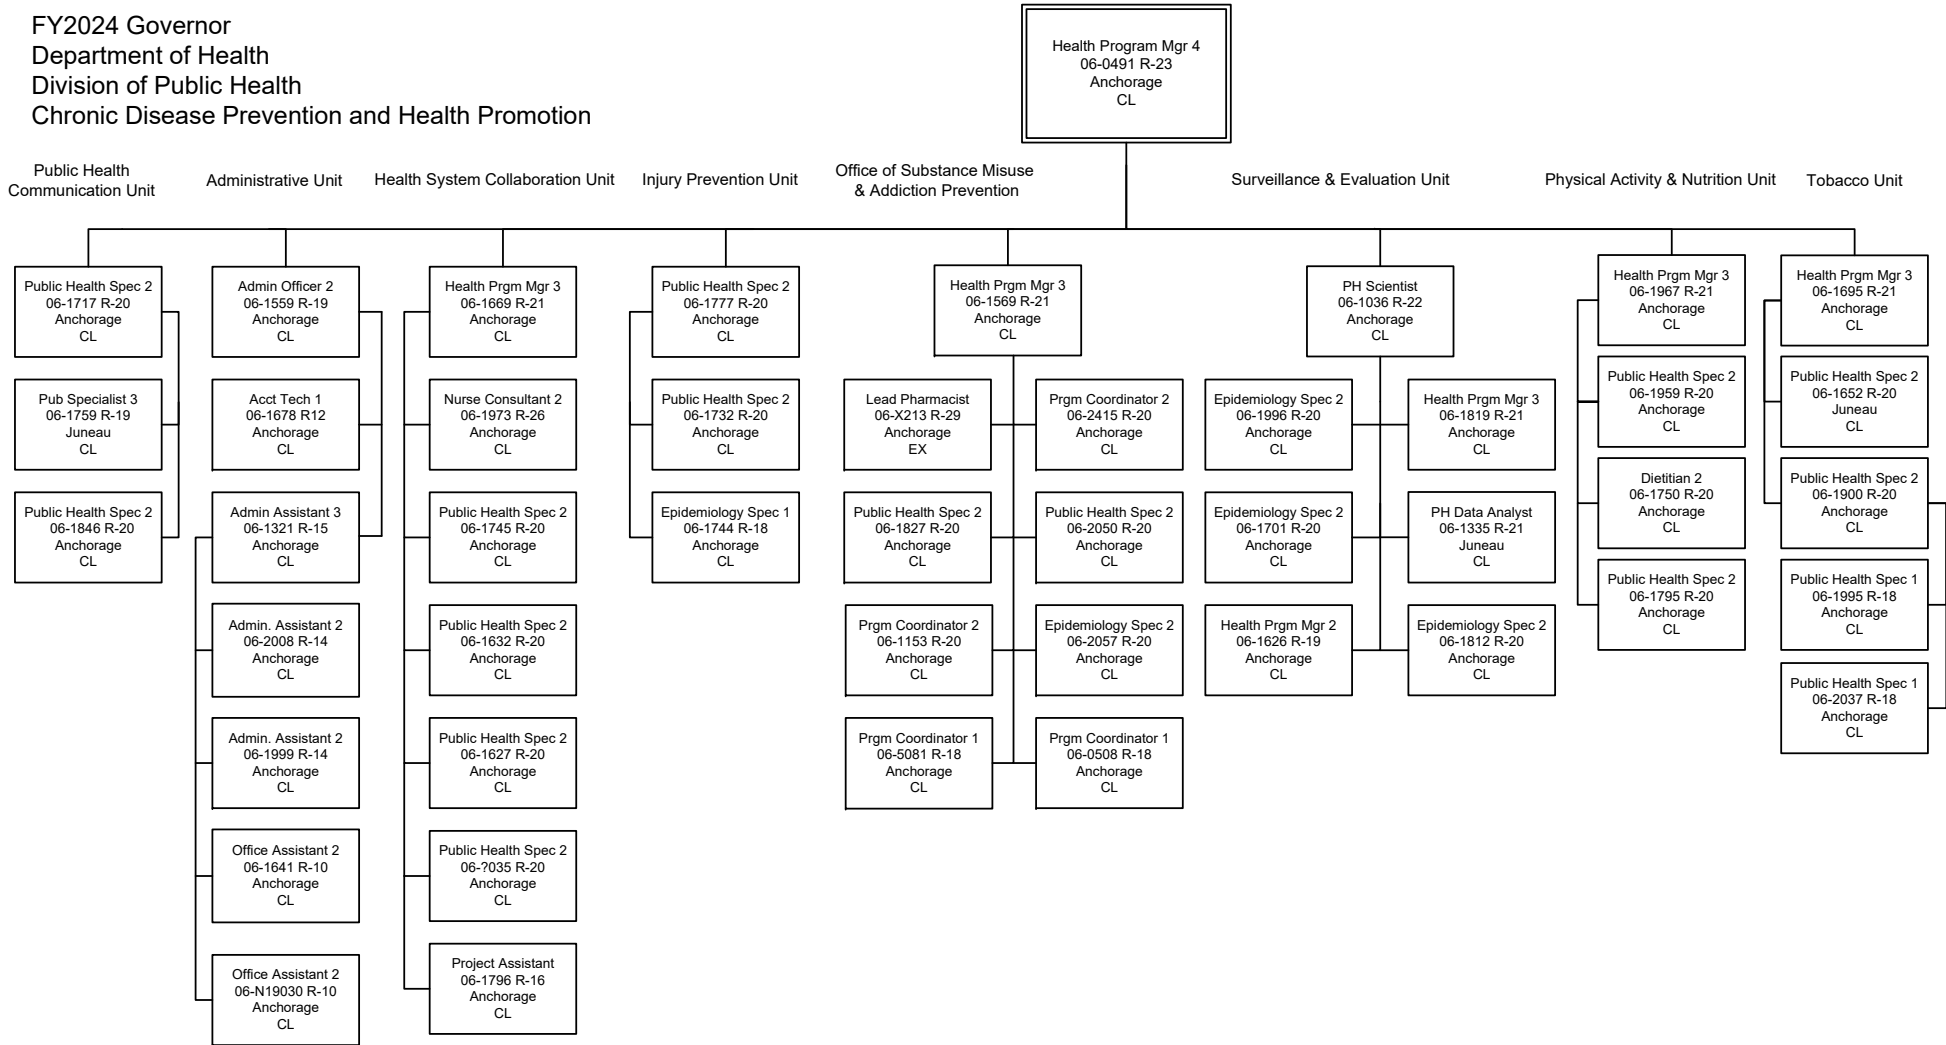 FY2024 Governor
Department of Health
Division of Public Health
Chronic Disease Prevention and Health Promotion
Health Program Mgr 4
06-0491 R-23
Anchorage
CL
Public Health
Communication Unit
Administrative Unit
Health System Collaboration Unit
Injury Prevention Unit
Office of Substance Misuse
& Addiction Prevention
Surveillance & Evaluation Unit
Physical Activity & Nutrition Unit
Tobacco Unit
Public Health Spec 2
06-1717 R-20
Anchorage
CL
Pub Specialist 3
06-1759 R-19
Juneau
CL
Public Health Spec 2
06-1846 R-20
Anchorage
CL
Admin Officer 2
06-1559 R-19
Anchorage
CL
Acct Tech 1
06-1678 R12
Anchorage
CL
Admin Assistant 3
06-1321 R-15
Anchorage
CL
Admin. Assistant 2
06-2008 R-14
Anchorage
CL
Admin. Assistant 2
06-1999 R-14
Anchorage
CL
Office Assistant 2
06-1641 R-10
Anchorage
CL
Office Assistant 2
06-N19030 R-10
Anchorage
CL
Health Prgm Mgr 3
06-1669 R-21
Anchorage
CL
Nurse Consultant 2
06-1973 R-26
Anchorage
CL
Public Health Spec 2
06-1745 R-20
Anchorage
CL
Public Health Spec 2
06-1632 R-20
Anchorage
CL
Public Health Spec 2
06-1627 R-20
Anchorage
CL
Public Health Spec 2
06-?035 R-20
Anchorage
CL
Project Assistant
06-1796 R-16
Anchorage
CL
Public Health Spec 2
06-1777 R-20
Anchorage
CL
Public Health Spec 2
06-1732 R-20
Anchorage
CL
Epidemiology Spec 1
06-1744 R-18
Anchorage
CL
Health Prgm Mgr 3
06-1569 R-21
Anchorage
CL
Lead Pharmacist
06-X213 R-29
Anchorage
EX
Prgm Coordinator 2
06-2415 R-20
Anchorage
CL
Public Health Spec 2
06-1827 R-20
Anchorage
CL
Public Health Spec 2
06-2050 R-20
Anchorage
CL
Prgm Coordinator 2
06-1153 R-20
Anchorage
CL
Epidemiology Spec 2
06-2057 R-20
Anchorage
CL
Prgm Coordinator 1
06-5081 R-18
Anchorage
CL
Prgm Coordinator 1
06-0508 R-18
Anchorage
CL
PH Scientist
06-1036 R-22
Anchorage
CL
Epidemiology Spec 2
06-1996 R-20
Anchorage
CL
Health Prgm Mgr 3
06-1819 R-21
Anchorage
CL
Epidemiology Spec 2
06-1701 R-20
Anchorage
CL
PH Data Analyst
06-1335 R-21
Juneau
CL
Health Prgm Mgr 2
06-1626 R-19
Anchorage
CL
Epidemiology Spec 2
06-1812 R-20
Anchorage
CL
Health Prgm Mgr 3
06-1967 R-21
Anchorage
CL
Public Health Spec 2
06-1959 R-20
Anchorage
CL
Dietitian 2
06-1750 R-20
Anchorage
CL
Public Health Spec 2
06-1795 R-20
Anchorage
CL
Health Prgm Mgr 3
06-1695 R-21
Anchorage
CL
Public Health Spec 2
06-1652 R-20
Juneau
CL
Public Health Spec 2
06-1900 R-20
Anchorage
CL
Public Health Spec 1
06-1995 R-18
Anchorage
CL
Public Health Spec 1
06-2037 R-18
Anchorage
CL